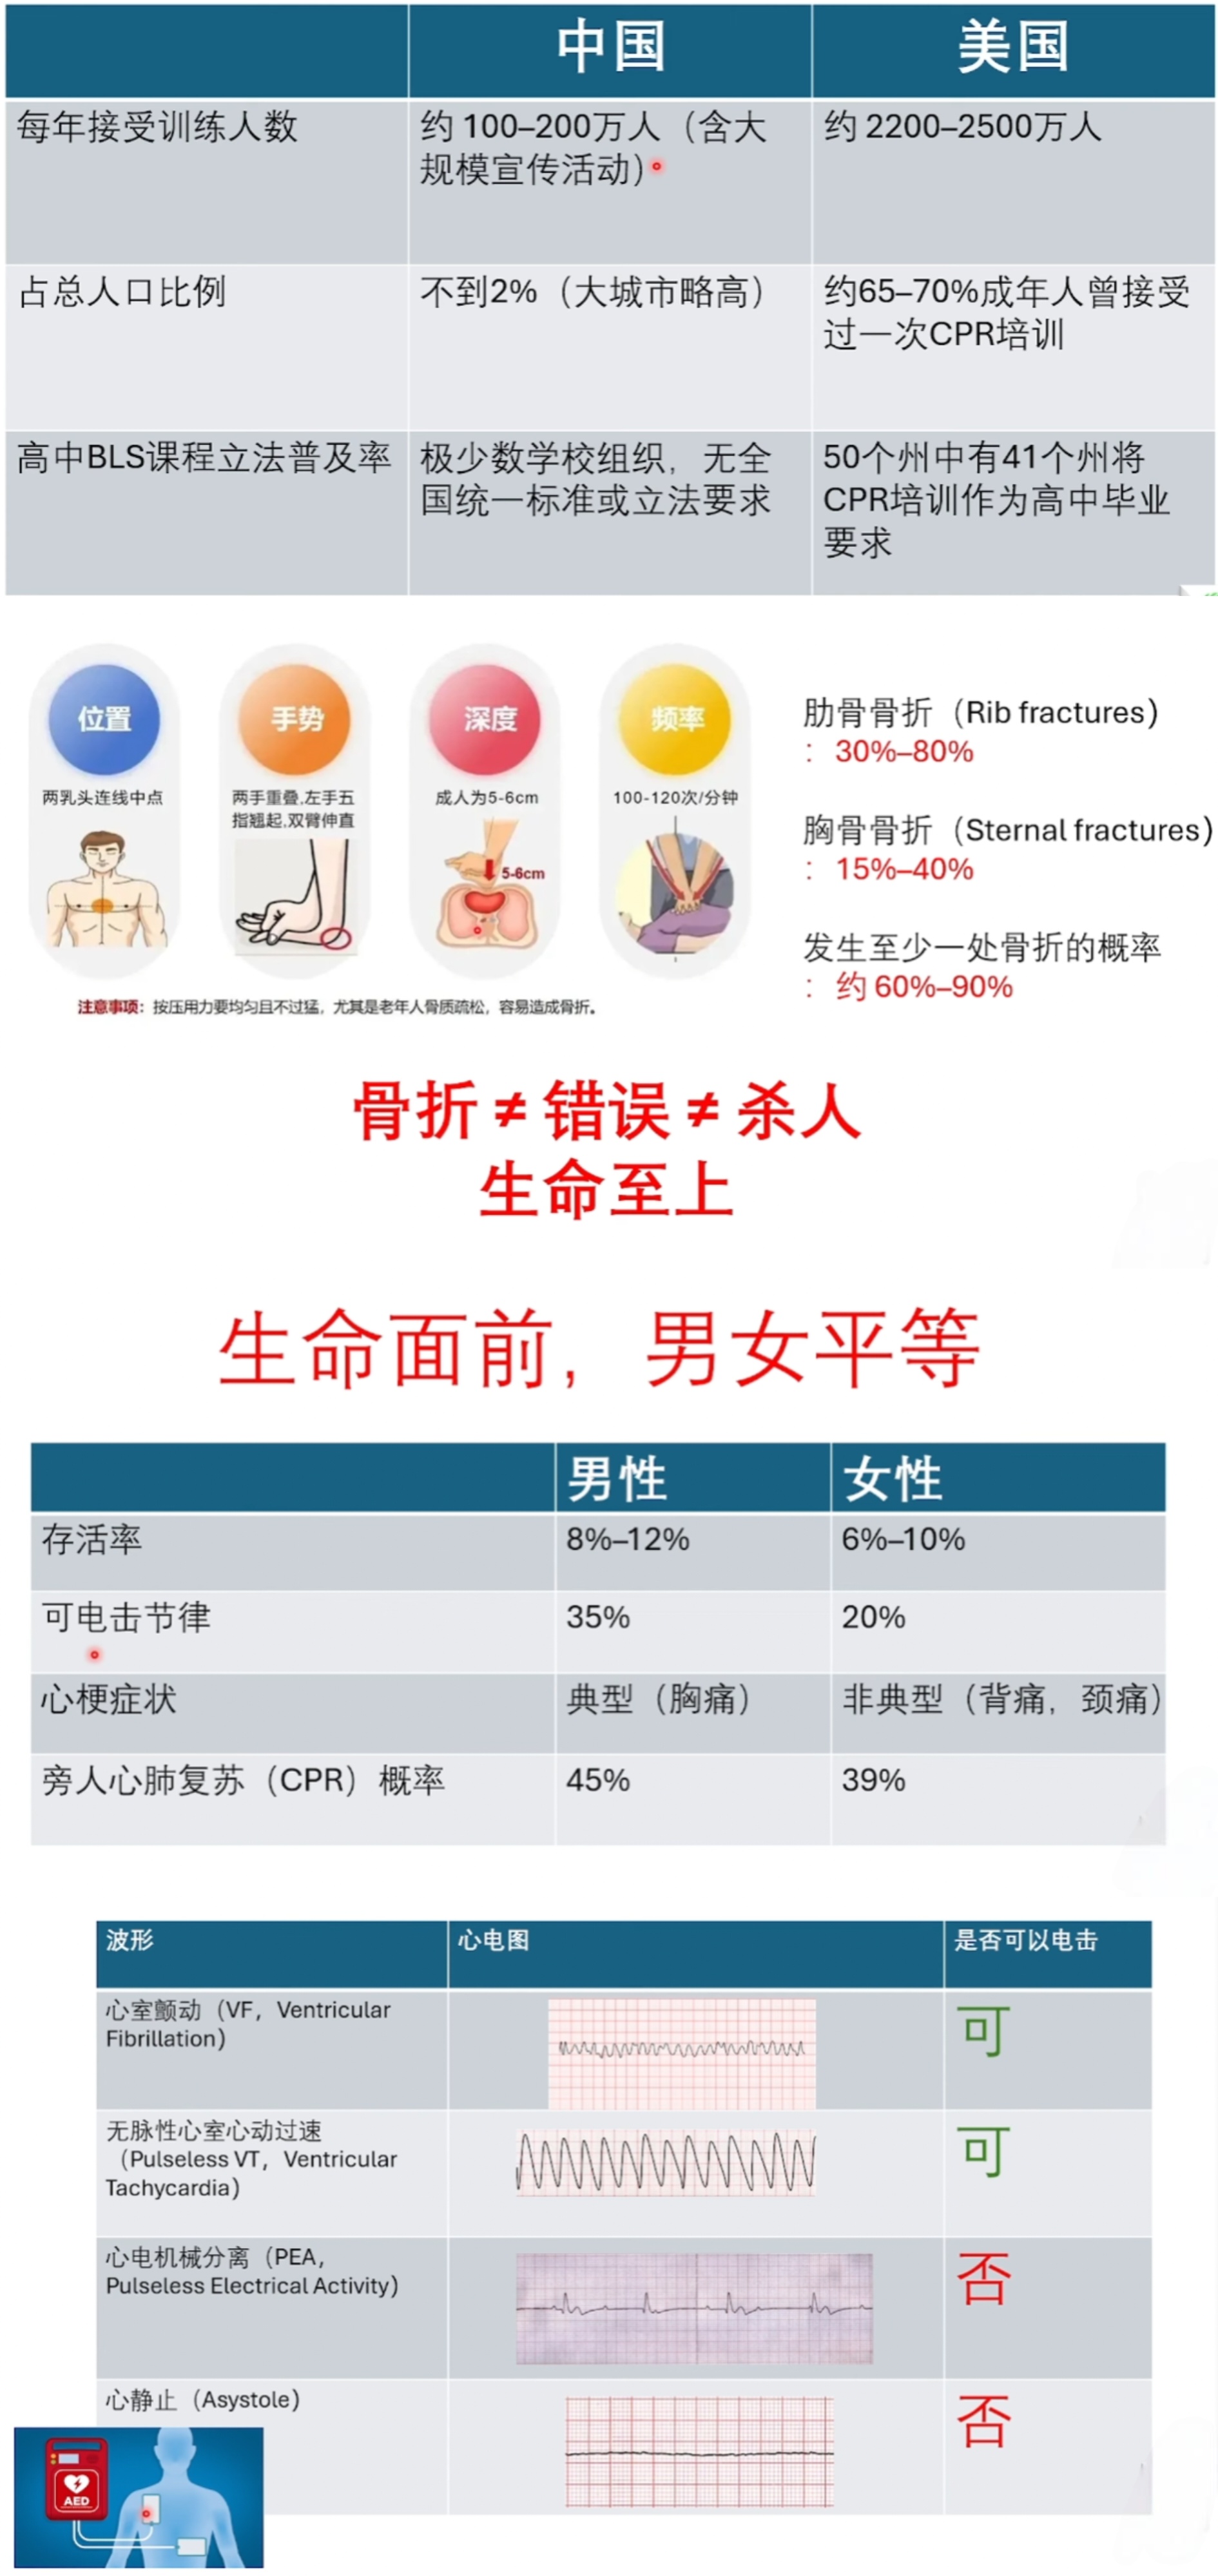 中国
美国
每年接受训练人数
约 100–200万人（含大
规模宣传活动）
约 2200–2500万人
占总人口比例
不到2%（大城市略高）
约65–70%成年人曾接受
过一次CPR培训
高中BLS课程立法普及率
极少数学校组织，无全
国统一标准或立法要求
50个州中有41个州将
CPR培训作为高中毕业
要求
位置
两乳头连线中点
手势
两手重叠,左手五
指翘起,双臂伸直
深度
成人为5-6cm
5-6cm
频率
100-120次/分钟
注意事项：按压用力要均匀且不过猛，尤其是老年人骨质疏松，容易造成骨折。
肋骨骨折（Rib fractures）
：30%–80%
胸骨骨折（Sternal fractures）
：15%–40%
发生至少一处骨折的概率
：约 60%–90%
骨折 ≠ 错误 ≠ 杀人
生命至上
生命面前，男女平等
男性
女性
存活率
8%–12%
6%–10%
可电击节律
35%
20%
心梗症状
典型（胸痛）
非典型（背痛，颈痛）
旁人心肺复苏（CPR）概率
45%
39%
波形
心电图
是否可以电击
心室颤动（VF，Ventricular
Fibrillation）
可
无脉性心室心动过速
（Pulseless VT，Ventricular
Tachycardia）
可
心电机械分离（PEA，
Pulseless Electrical Activity）
否
心静止（Asystole）
否
AED